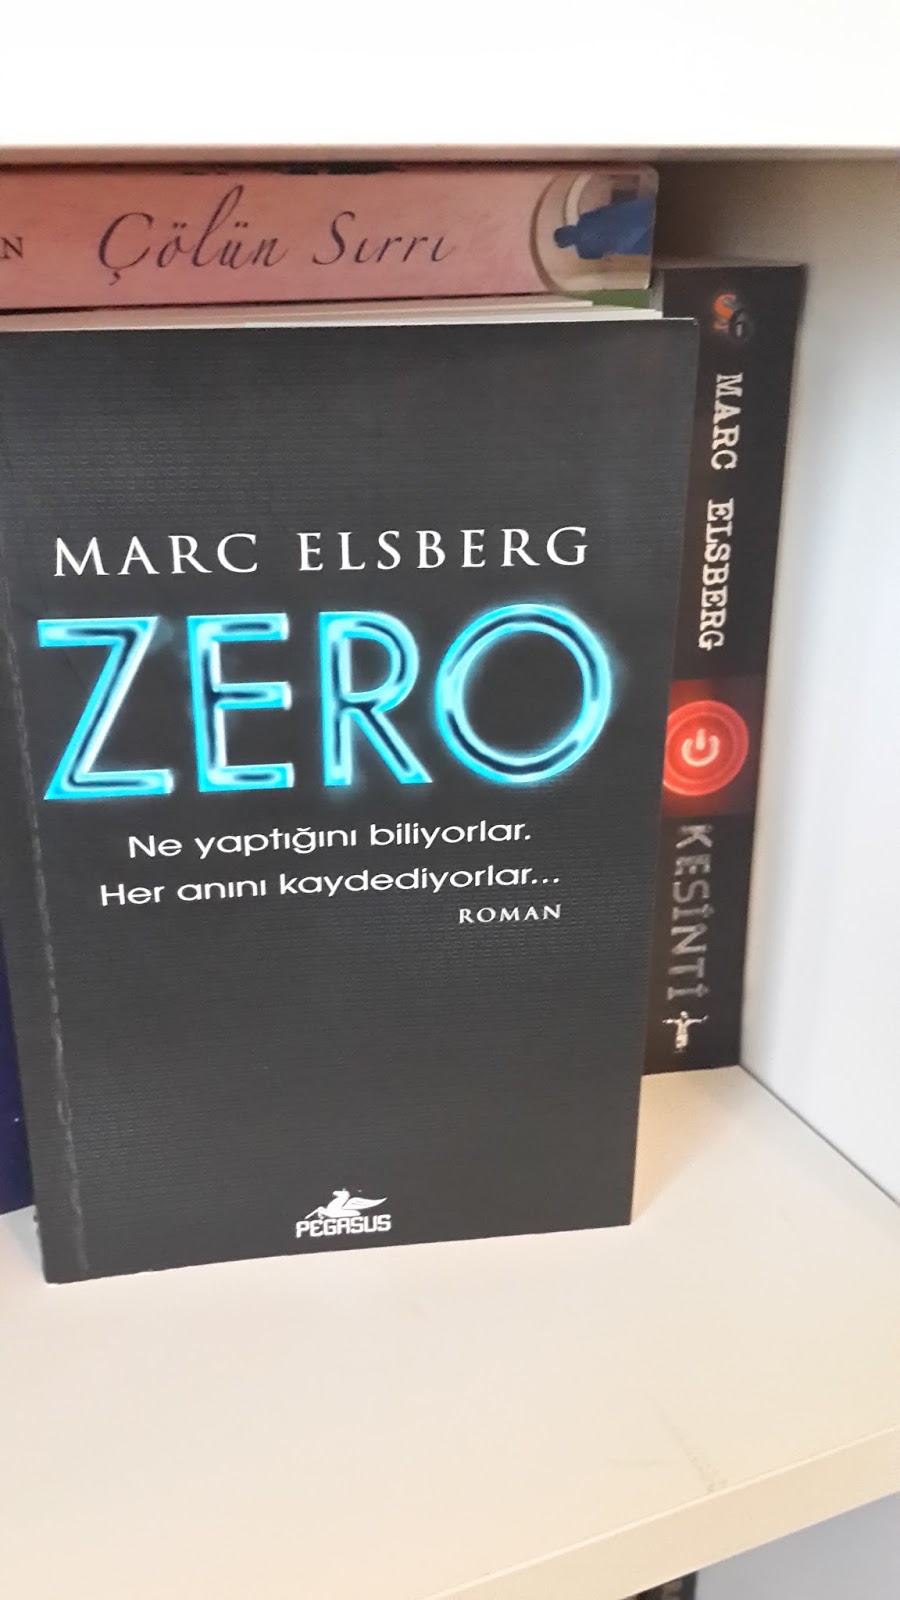 N Çölün Sırrı
MARC ELSBERG
ZERO
Ne yaptığını biliyorlar.
Her anını kaydediyorlar...
ROMAN
PEGASUS
MARC ELSBERG
KESİNTİ